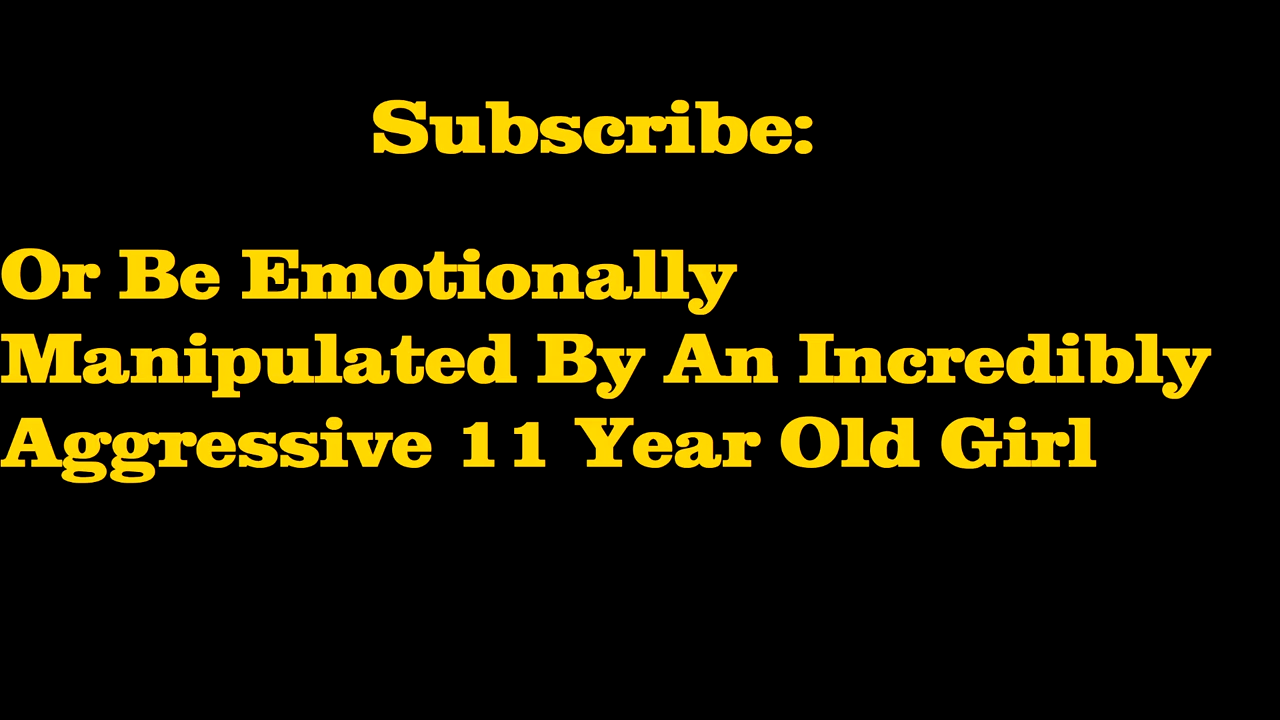 Subscribe:
Or Be Emotionally
Manipulated By An Incredibly
Aggressive 11 Year Old Girl